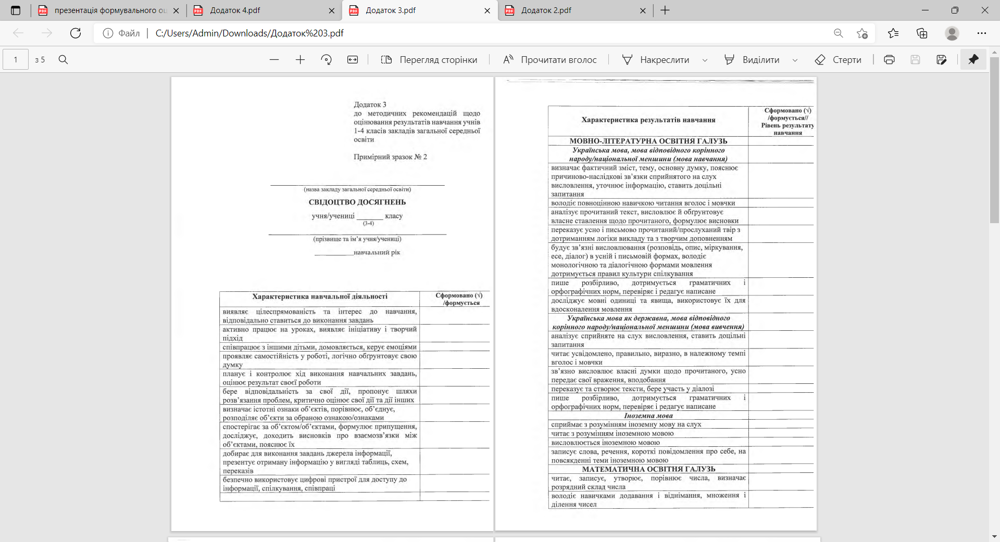 презентація формувального оц
Додаток 4.pdf
Додаток 3.pdf
Додаток 2.pdf
Файл
C:/Users/Admin/Downloads/Додаток%203.pdf
1
з 5
Перегляд сторінки
Прочитати вголос
Накреслити
Виділити
Стерти
Додаток 3
до методичних рекомендацій щодо
оцінювання результатів навчання учнів
1-4 класів закладів загальної середньої
освіти
Примірний зразок № 2
(назва закладу загальної середньої освіти)
СВІДОЦТВО ДОСЯГНЕНЬ
учня/учениці _______ класу
(3-4)
(прізвище та ім’я учня/учениці)
___________навчальний рік
Характеристика навчальної діяльності
Сформовано (√)
/формується
виявляє цілеспрямованість та інтерес до навчання,
відповідально ставиться до виконання завдань
активно працює на уроках, виявляє ініціативу і творчий
підхід
співпрацює з іншими дітьми, домовляється, керує емоціями
проявляє самостійність у роботі, логічно обґрунтовує свою
думку
планує і контролює хід виконання навчальних завдань,
оцінює результат своєї роботи
бере відповідальність за свої дії, пропонує шляхи
розв’язання проблем, критично оцінює свої дії та дії інших
визначає істотні ознаки об’єктів, порівнює, об’єднує,
розподіляє об’єкти за обраною ознакою/ознаками
спостерігає за об’єктом/об’єктами, формулює припущення,
досліджує, доходить висновків про взаємозв’язки між
об’єктами, пояснює їх
добирає для виконання завдань джерела інформації,
презентує отриману інформацію у вигляді таблиць, схем,
переказів
безпечно використовує цифрові пристрої для доступу до
інформації, спілкування, співпраці
Характеристика результатів навчання
Сформовано (√)
/формується//
Рівень результату
навчання
МОВНО-ЛІТЕРАТУРНА ОСВІТНЯ ГАЛУЗЬ
Українська мова, мова відповідного корінного
народу/національної меншини (мова навчання)
визначає фактичний зміст, тему, основну думку, пояснює
причиново-наслідкові зв’язки сприйнятого на слух
висловлення, уточнює інформацію, ставить доцільні
запитання
володіє повноцінною навичкою читання вголос і мовчки
аналізує прочитаний текст, висловлює й обґрунтовує
власне ставлення щодо прочитаного, формулює висновки
переказує усно і письмово прочитаний/прослуханий твір з
дотриманням логіки викладу та з творчим доповненням
будує зв’язні висловлювання (розповідь, опис, міркування,
есе, діалог) в усній і письмовій формах, володіє
монологічною та діалогічною формами мовлення
дотримується правил культури спілкування
пише розбірливо, дотримується граматичних і
орфографічних норм, перевіряє і редагує написане
досліджує мовні одиниці та явища, використовує їх для
вдосконалення мовлення
Українська мова як державна, мова відповідного
корінного народу/національної меншини (мова вивчення)
аналізує сприйняте на слух висловлення, ставить доцільні
запитання
читає усвідомлено, правильно, виразно, в належному темпі
вголос і мовчки
зв’язно висловлює власні думки щодо прочитаного, усно
передає свої враження, вподобання
переказує та створює тексти, бере участь у діалозі
пише розбірливо, дотримується граматичних і
орфографічних норм, перевіряє і редагує написане
Іноземна мова
сприймає з розумінням іноземну мову на слух
читає з розумінням іноземною мовою
висловлюється іноземною мовою
записує слова, речення, короткі повідомлення про себе, на
повсякденні теми іноземною мовою
МАТЕМАТИЧНА ОСВІТНЯ ГАЛУЗЬ
читає, записує, утворює, порівнює числа, визначає
розрядний склад числа
володіє навичками додавання і віднімання, множення і
ділення чисел